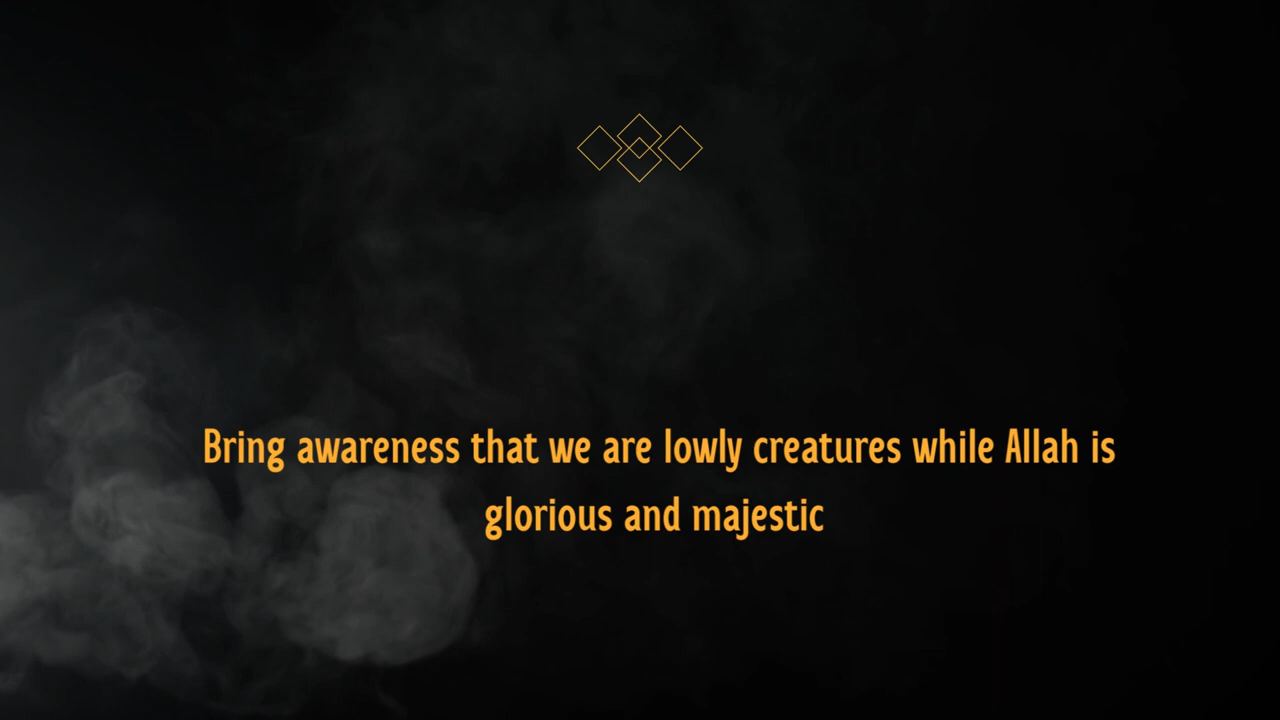 Bring awareness that we are lowly creatures while Allah is
glorious and majestic